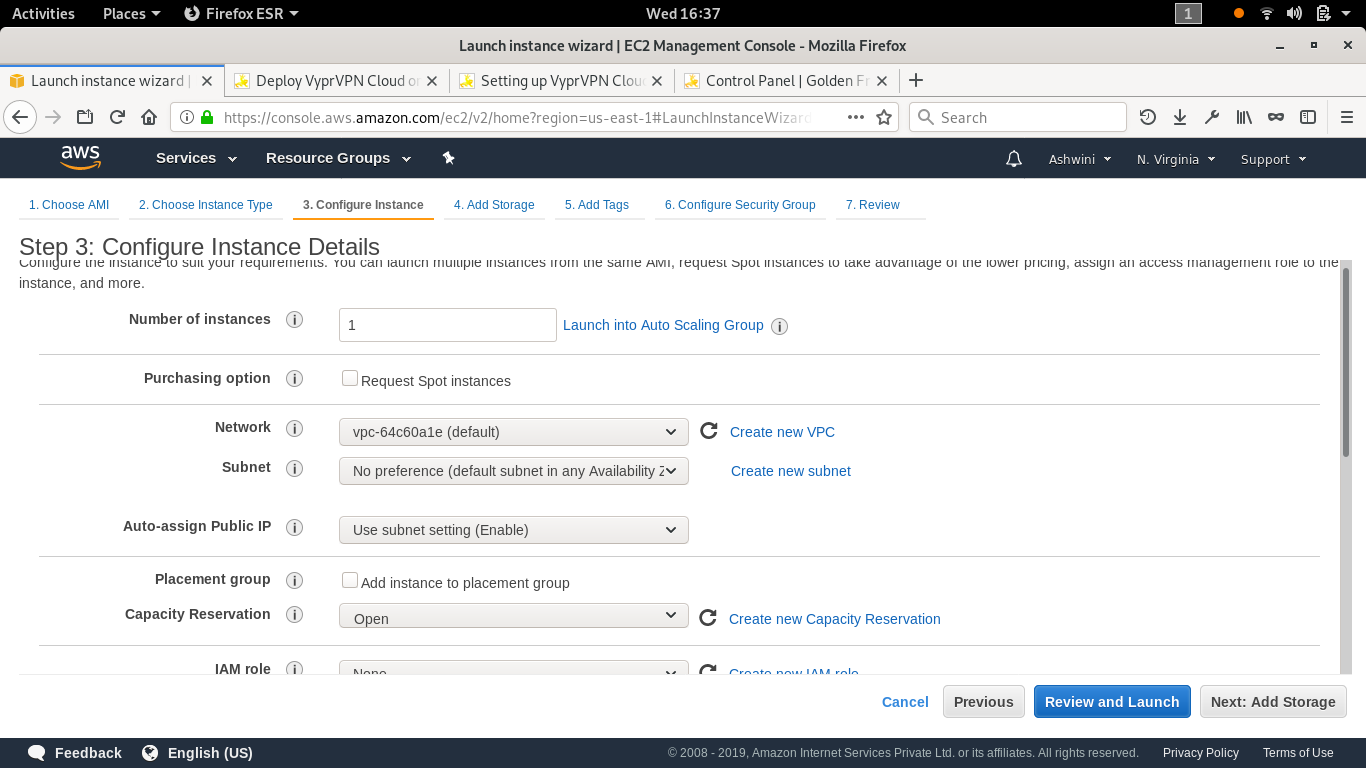 Activities Places Firefox ESR Wed 16:37 1
Launch instance wizard | EC2 Management Console - Mozilla Firefox
Launch instance wizard | Deploy VyprVPN Cloud o Setting up VyprVPN Clou Control Panel | Golden Fr
https://console.aws.amazon.com/ec2/v2/home?region=us-east-1#LaunchInstanceWizard Search
aws Services Resource Groups Ashwini N. Virginia Support
1. Choose AMI 2. Choose Instance Type 3. Configure Instance 4. Add Storage 5. Add Tags 6. Configure Security Group 7. Review
Step 3: Configure Instance Details
Configure the instance to suit your requirements. You can launch multiple instances from the same AMI, request Spot instances to take advantage of the lower pricing, assign an access management role to the
instance, and more.
Number of instances 1 Launch into Auto Scaling Group
Purchasing option Request Spot instances
Network vpc-64c60a1e (default) Create new VPC
Subnet No preference (default subnet in any Availability Z Create new subnet
Auto-assign Public IP Use subnet setting (Enable)
Placement group Add instance to placement group
Capacity Reservation Open Create new Capacity Reservation
IAM role None Create new IAM role
Cancel Previous Review and Launch Next: Add Storage
Feedback English (US) © 2008 - 2019, Amazon Internet Services Private Ltd. or its affiliates. All rights reserved. Privacy Policy Terms of Use